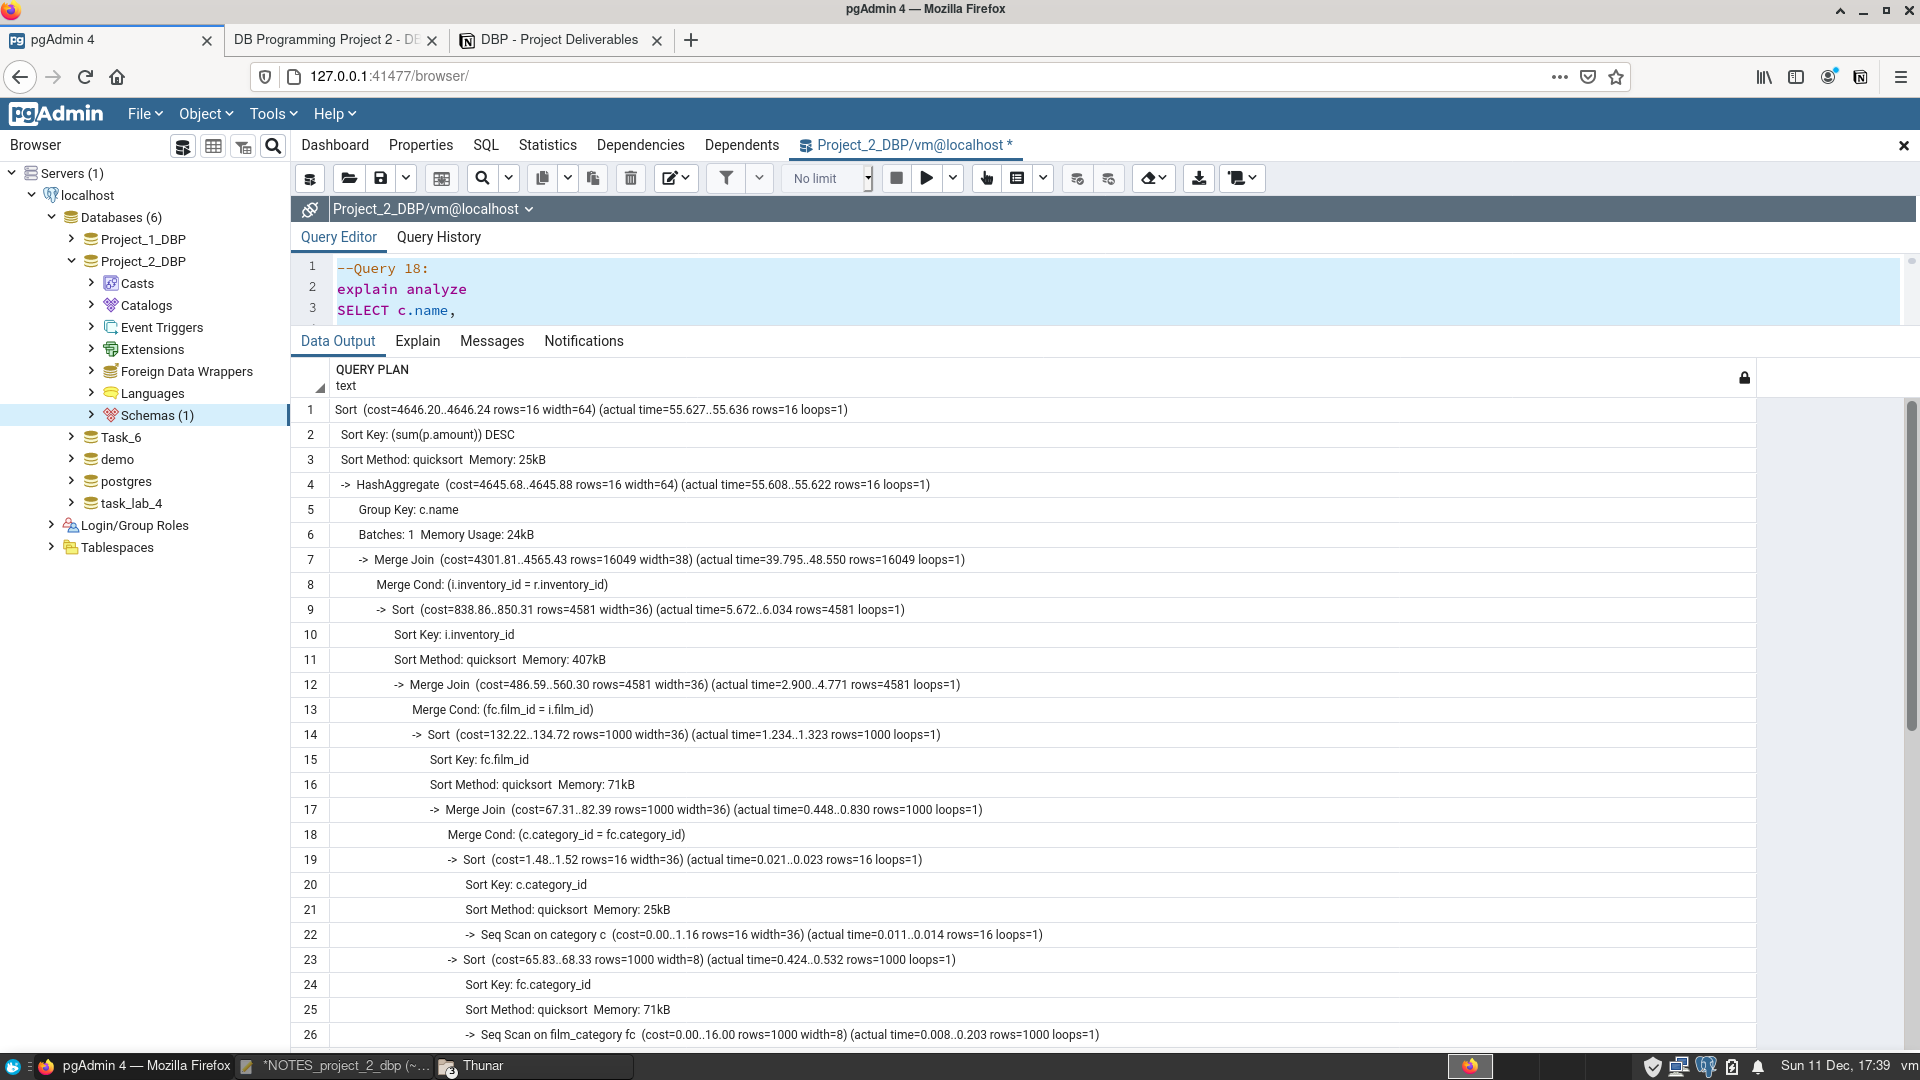 pgAdmin 4 — Mozilla Firefox
pgAdmin 4
DB Programming Project 2 - DE
DBP - Project Deliverables
127.0.0.1:41477/browser/
pgAdmin
File
Object
Tools
Help
Browser
Dashboard
Properties
SQL
Statistics
Dependencies
Dependents
Project_2_DBP/vm@localhost *
Servers (1)
localhost
Databases (6)
Project_1_DBP
Project_2_DBP
Casts
Catalogs
Event Triggers
Extensions
Foreign Data Wrappers
Languages
Schemas (1)
Task_6
demo
postgres
task_lab_4
Login/Group Roles
Tablespaces
No limit
Project_2_DBP/vm@localhost
Query Editor
Query History
1 --Query 18:
2 explain analyze
3 SELECT c.name,
Data Output
Explain
Messages
Notifications
QUERY PLAN
text
1 Sort (cost=4646.20..4646.24 rows=16 width=64) (actual time=55.627..55.636 rows=16 loops=1)
2 Sort Key: (sum(p.amount)) DESC
3 Sort Method: quicksort Memory: 25kB
4 -> HashAggregate (cost=4645.68..4645.88 rows=16 width=64) (actual time=55.608..55.622 rows=16 loops=1)
5 Group Key: c.name
6 Batches: 1 Memory Usage: 24kB
7 -> Merge Join (cost=4301.81..4565.43 rows=16049 width=38) (actual time=39.795..48.550 rows=16049 loops=1)
8 Merge Cond: (i.inventory_id = r.inventory_id)
9 -> Sort (cost=838.86..850.31 rows=4581 width=36) (actual time=5.672..6.034 rows=4581 loops=1)
10 Sort Key: i.inventory_id
11 Sort Method: quicksort Memory: 407kB
12 -> Merge Join (cost=486.59..560.30 rows=4581 width=36) (actual time=2.900..4.771 rows=4581 loops=1)
13 Merge Cond: (fc.film_id = i.film_id)
14 -> Sort (cost=132.22..134.72 rows=1000 width=36) (actual time=1.234..1.323 rows=1000 loops=1)
15 Sort Key: fc.film_id
16 Sort Method: quicksort Memory: 71kB
17 -> Merge Join (cost=67.31..82.39 rows=1000 width=36) (actual time=0.448..0.830 rows=1000 loops=1)
18 Merge Cond: (c.category_id = fc.category_id)
19 -> Sort (cost=1.48..1.52 rows=16 width=36) (actual time=0.021..0.023 rows=16 loops=1)
20 Sort Key: c.category_id
21 Sort Method: quicksort Memory: 25kB
22 -> Seq Scan on category c (cost=0.00..1.16 rows=16 width=36) (actual time=0.011..0.014 rows=16 loops=1)
23 -> Sort (cost=65.83..68.33 rows=1000 width=8) (actual time=0.424..0.532 rows=1000 loops=1)
24 Sort Key: fc.category_id
25 Sort Method: quicksort Memory: 71kB
26 -> Seq Scan on film_category fc (cost=0.00..16.00 rows=1000 width=8) (actual time=0.008..0.203 rows=1000 loops=1)
pgAdmin 4 — Mozilla Firefox
*NOTES_project_2_dbp (~...
3
Thunar
Sun 11 Dec, 17:39
vm